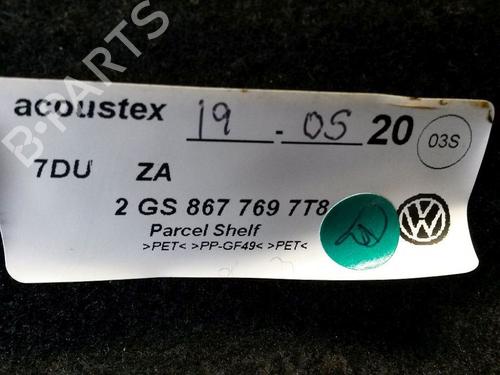 acoustex 19 - 05 20
03S
7DU ZA
2 GS 867 769 7T8
Parcel Shelf
>PET< >PP-GF49< >PET<
B-PARTS